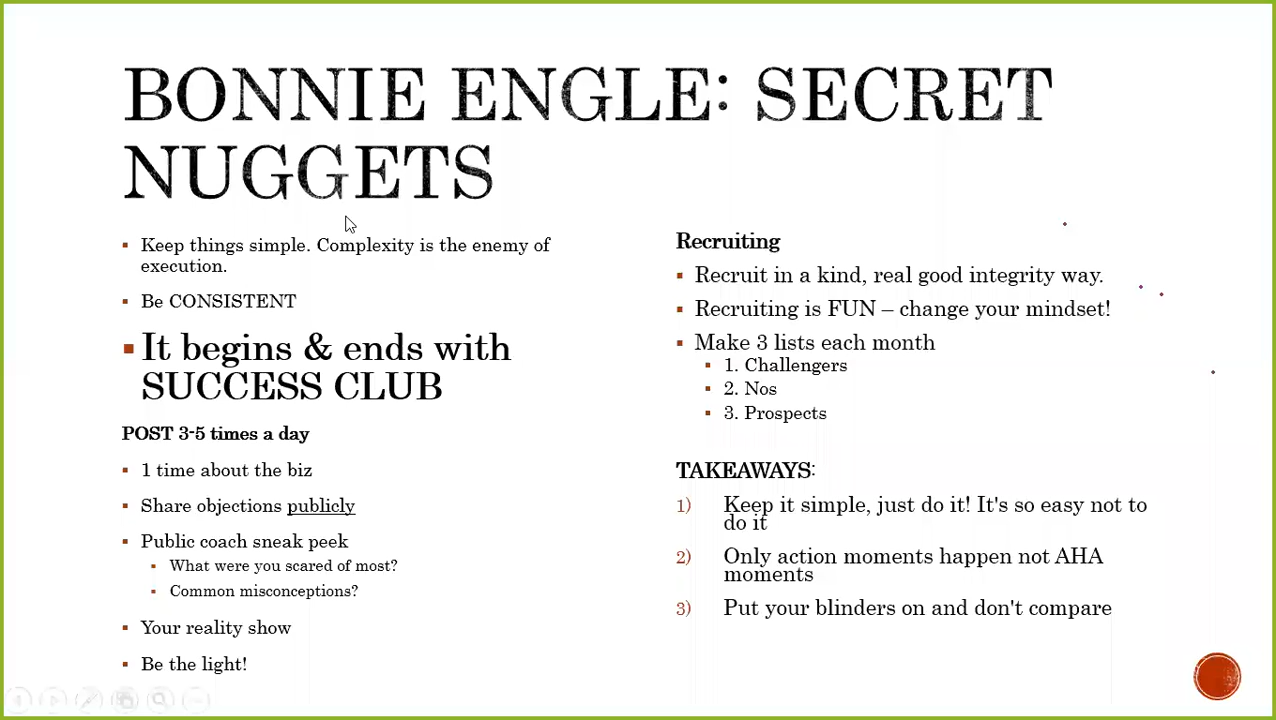 BONNIE ENGLE: SECRET
NUGGETS
Keep things simple. Complexity is the enemy of
execution.
Be CONSISTENT
It begins & ends with
SUCCESS CLUB
POST 3-5 times a day
1 time about the biz
Share objections publicly
Public coach sneak peek
What were you scared of most?
Common misconceptions?
Your reality show
Be the light!
Recruiting
Recruit in a kind, real good integrity way.
Recruiting is FUN – change your mindset!
Make 3 lists each month
1. Challengers
2. Nos
3. Prospects
TAKEAWAYS:
1) Keep it simple, just do it! It's so easy not to
do it
2) Only action moments happen not AHA
moments
3) Put your blinders on and don't compare